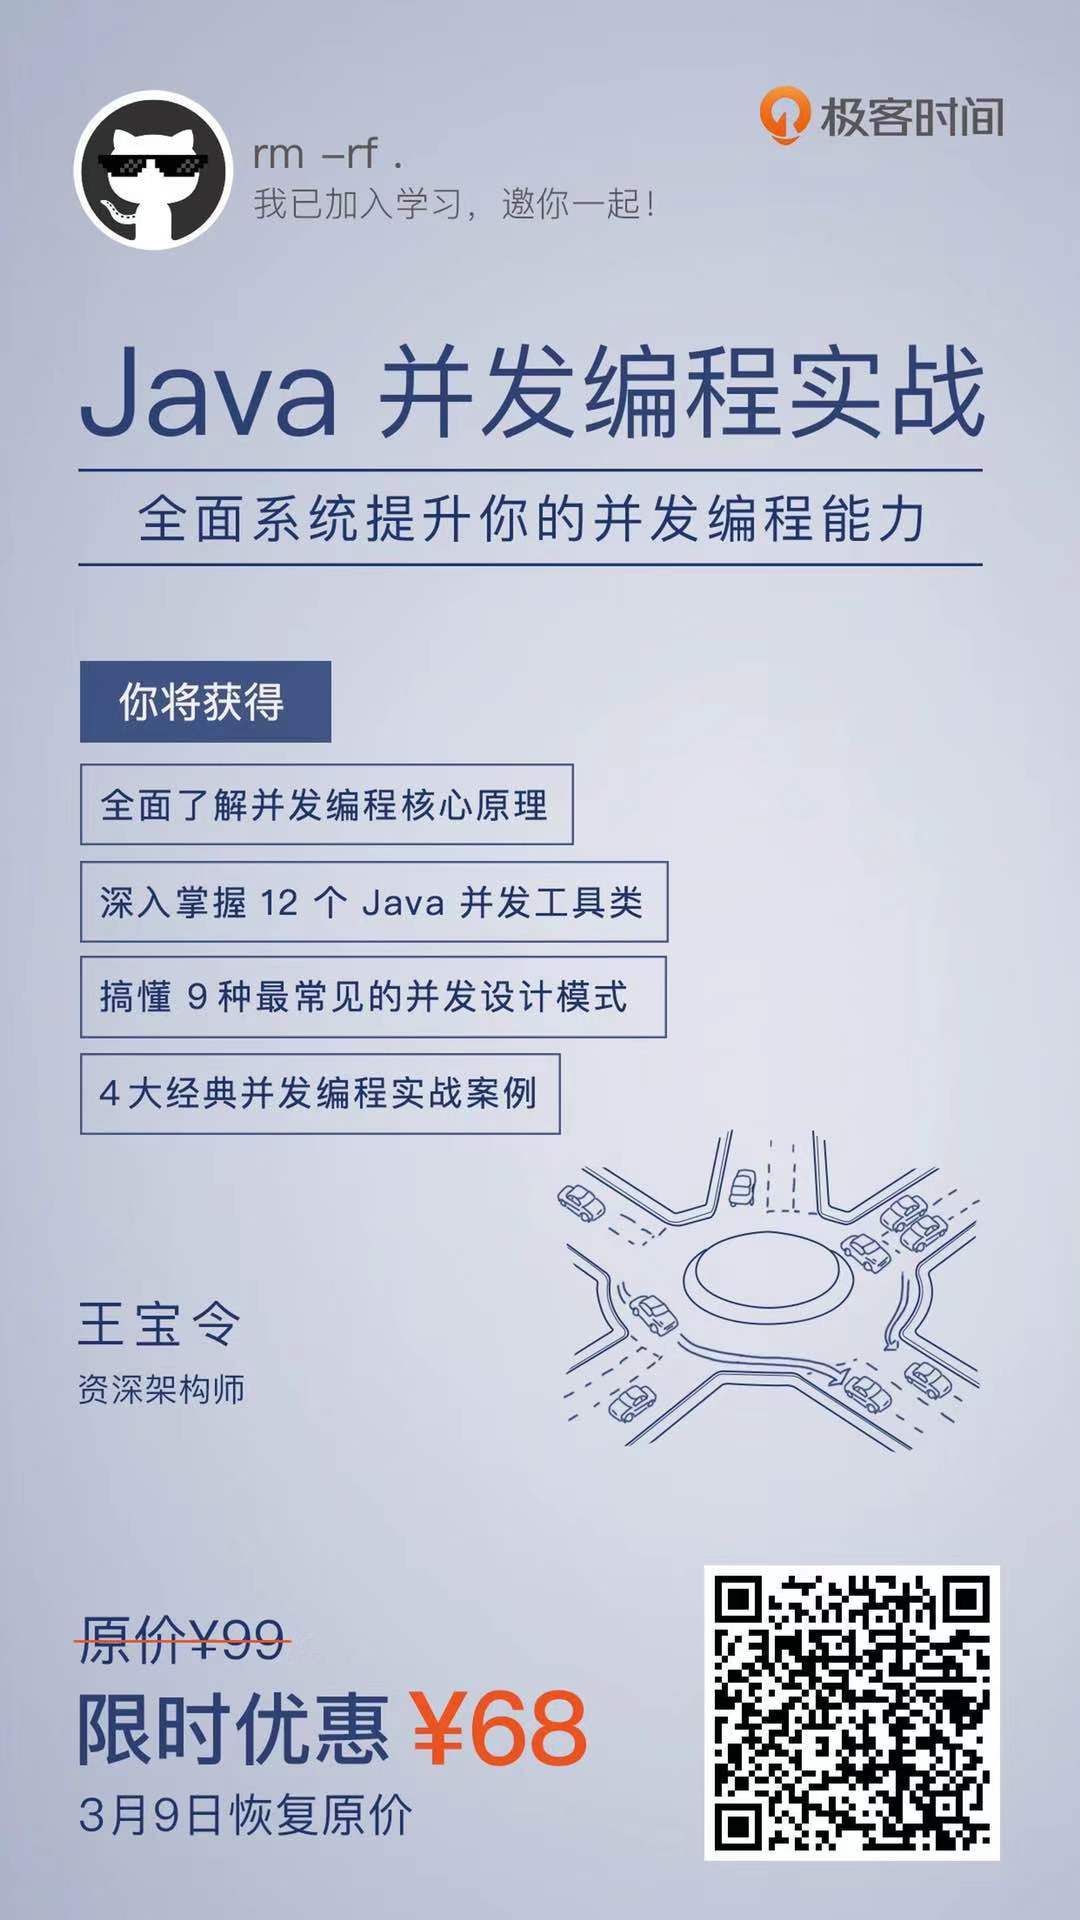 极客时间
rm -rf .
我已加入学习，邀你一起！
Java 并发编程实战
全面系统提升你的并发编程能力
你将获得
全面了解并发编程核心原理
深入掌握 12 个 Java 并发工具类
搞懂 9 种最常见的并发设计模式
4 大经典并发编程实战案例
王宝令
资深架构师
原价¥99
限时优惠 ¥68
3月9日恢复原价